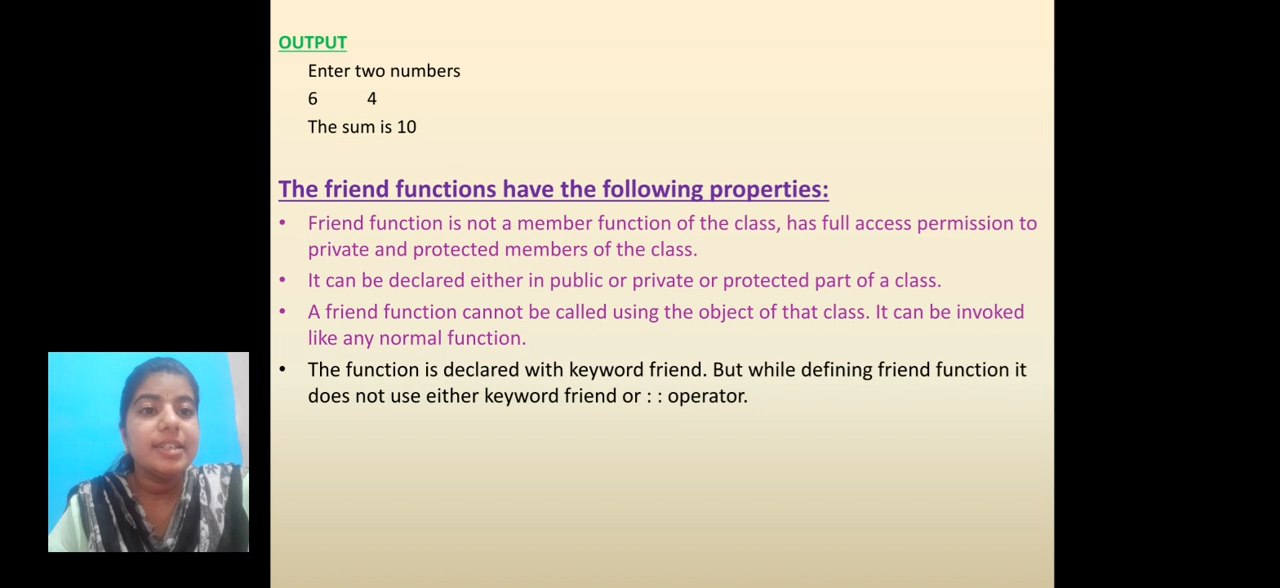 OUTPUT
Enter two numbers
6 4
The sum is 10
The friend functions have the following properties:
• Friend function is not a member function of the class, has full access permission to
private and protected members of the class.
• It can be declared either in public or private or protected part of a class.
• A friend function cannot be called using the object of that class. It can be invoked
like any normal function.
• The function is declared with keyword friend. But while defining friend function it
does not use either keyword friend or : : operator.